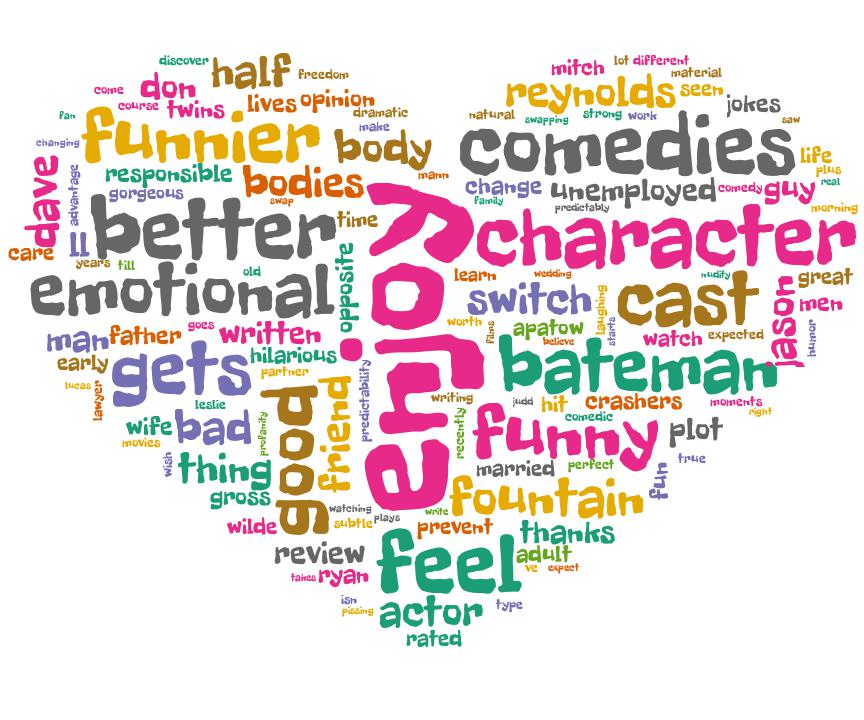 discover
half
freedom
come
don
course
twins
lives
opinion
dramatic
fan
funnier
make
changing
body
mann
dave
advantage
responsible
bodies
gorgeous
swap
ll
better
time
care
years
till
old
emotional
opposite
man
father
goes
written
early
gets
hilarious
partner
lucas
lawyer
leslie
predictability
wife
bad
profanity
good
friend
movies
wish
thing
gross
watching
wilde
subtle
plays
review
takes
ryan
isn
pissing
enjoy
mitch
lot
different
material
reynolds
seen
jokes
natural
swapping
strong
work
saw
comedies
life
plus
real
change
family
unemployed
comedy
guy
predictably
morning
character
learn
wedding
nudity
great
switch
laughing
cast
jason
men
worth
films
apatow
believe
starts
watch
expected
humor
bateman
writing
judd
hit
crashers
moments
right
recently
comedic
funny
plot
married
perfect
true
fun
fountain
write
prevent
thanks
feel
adult
ve
expect
actor
type
rated